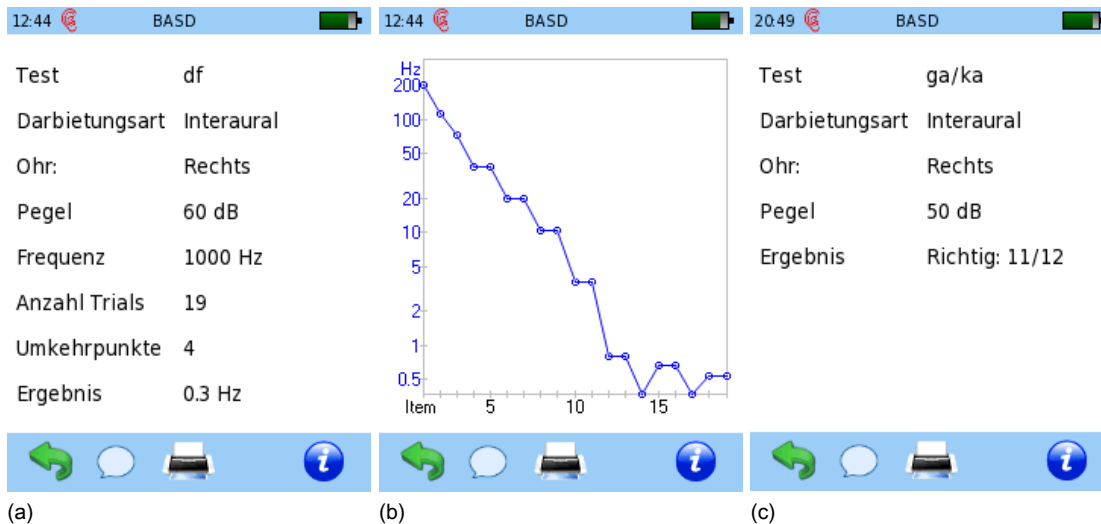 12:44 BASD
Test df
Darbietungsart Interaural
Ohr: Rechts
Pegel 60 dB
Frequenz 1000 Hz
Anzahl Trials 19
Umkehrpunkte 4
Ergebnis 0.3 Hz
(a)
12:44 BASD
Hz
200
100
50
20
10
5
2
1
0.5
Item 5 10 15
(b)
20:49 BASD
Test ga/ka
Darbietungsart Interaural
Ohr: Rechts
Pegel 50 dB
Ergebnis Richtig: 11/12
i
(c)